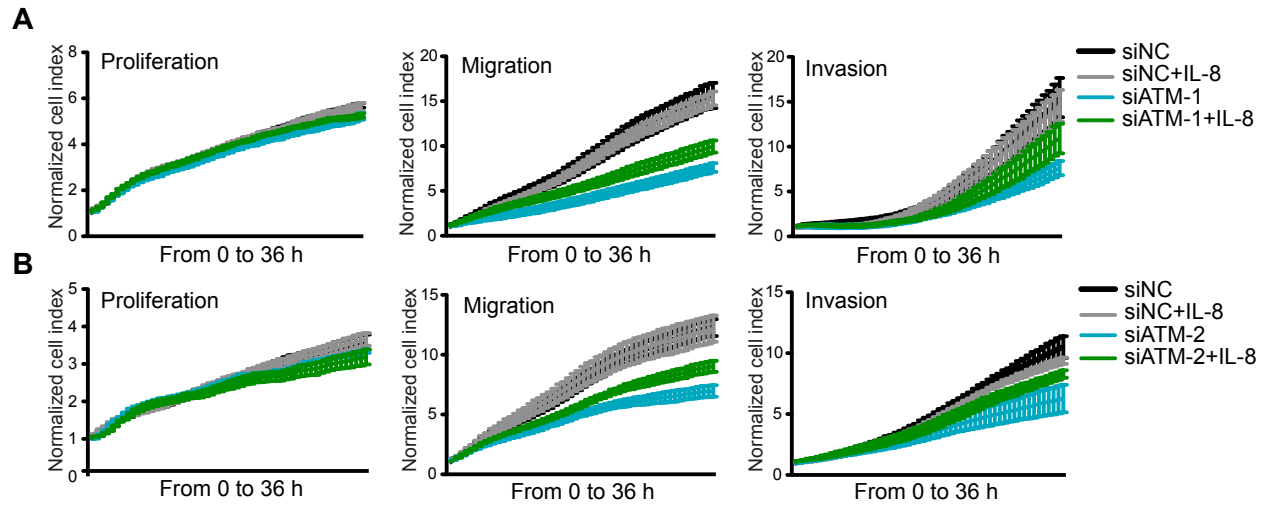 A
Normalized cell index
8
6
4
2
0
Proliferation
From 0 to 36 h
Normalized cell index
20
15
10
5
0
Migration
From 0 to 36 h
Normalized cell index
20
15
10
5
0
Invasion
From 0 to 36 h
siNC
siNC+IL-8
siATM-1
siATM-1+IL-8
B
Normalized cell index
5
4
3
2
1
0
Proliferation
From 0 to 36 h
Normalized cell index
15
10
5
0
Migration
From 0 to 36 h
Normalized cell index
15
10
5
0
Invasion
From 0 to 36 h
siNC
siNC+IL-8
siATM-2
siATM-2+IL-8